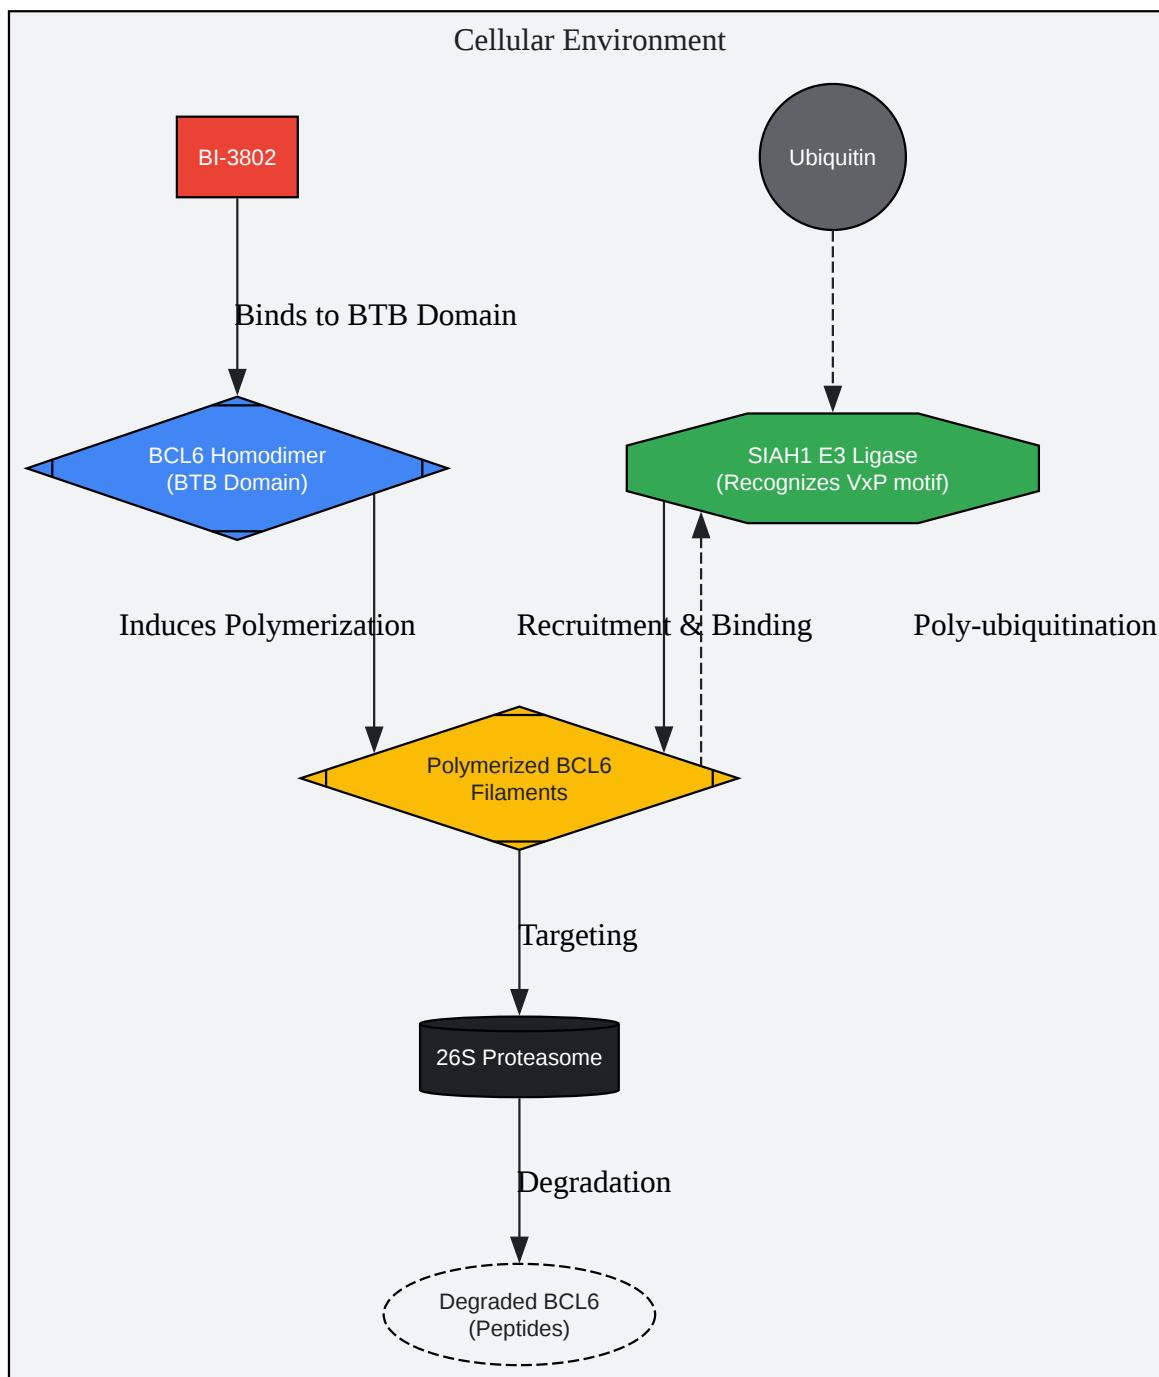 Cellular Environment
BI-3802
Ubiquitin
Binds to BTB Domain
BCL6 Homodimer
(BTB Domain)
SIAH1 E3 Ligase
(Recognizes VxP motif)
Induces Polymerization
Recruitment & Binding
Poly-ubiquitination
Polymerized BCL6
Filaments
Targeting
26S Proteasome
Degradation
Degraded BCL6
(Peptides)